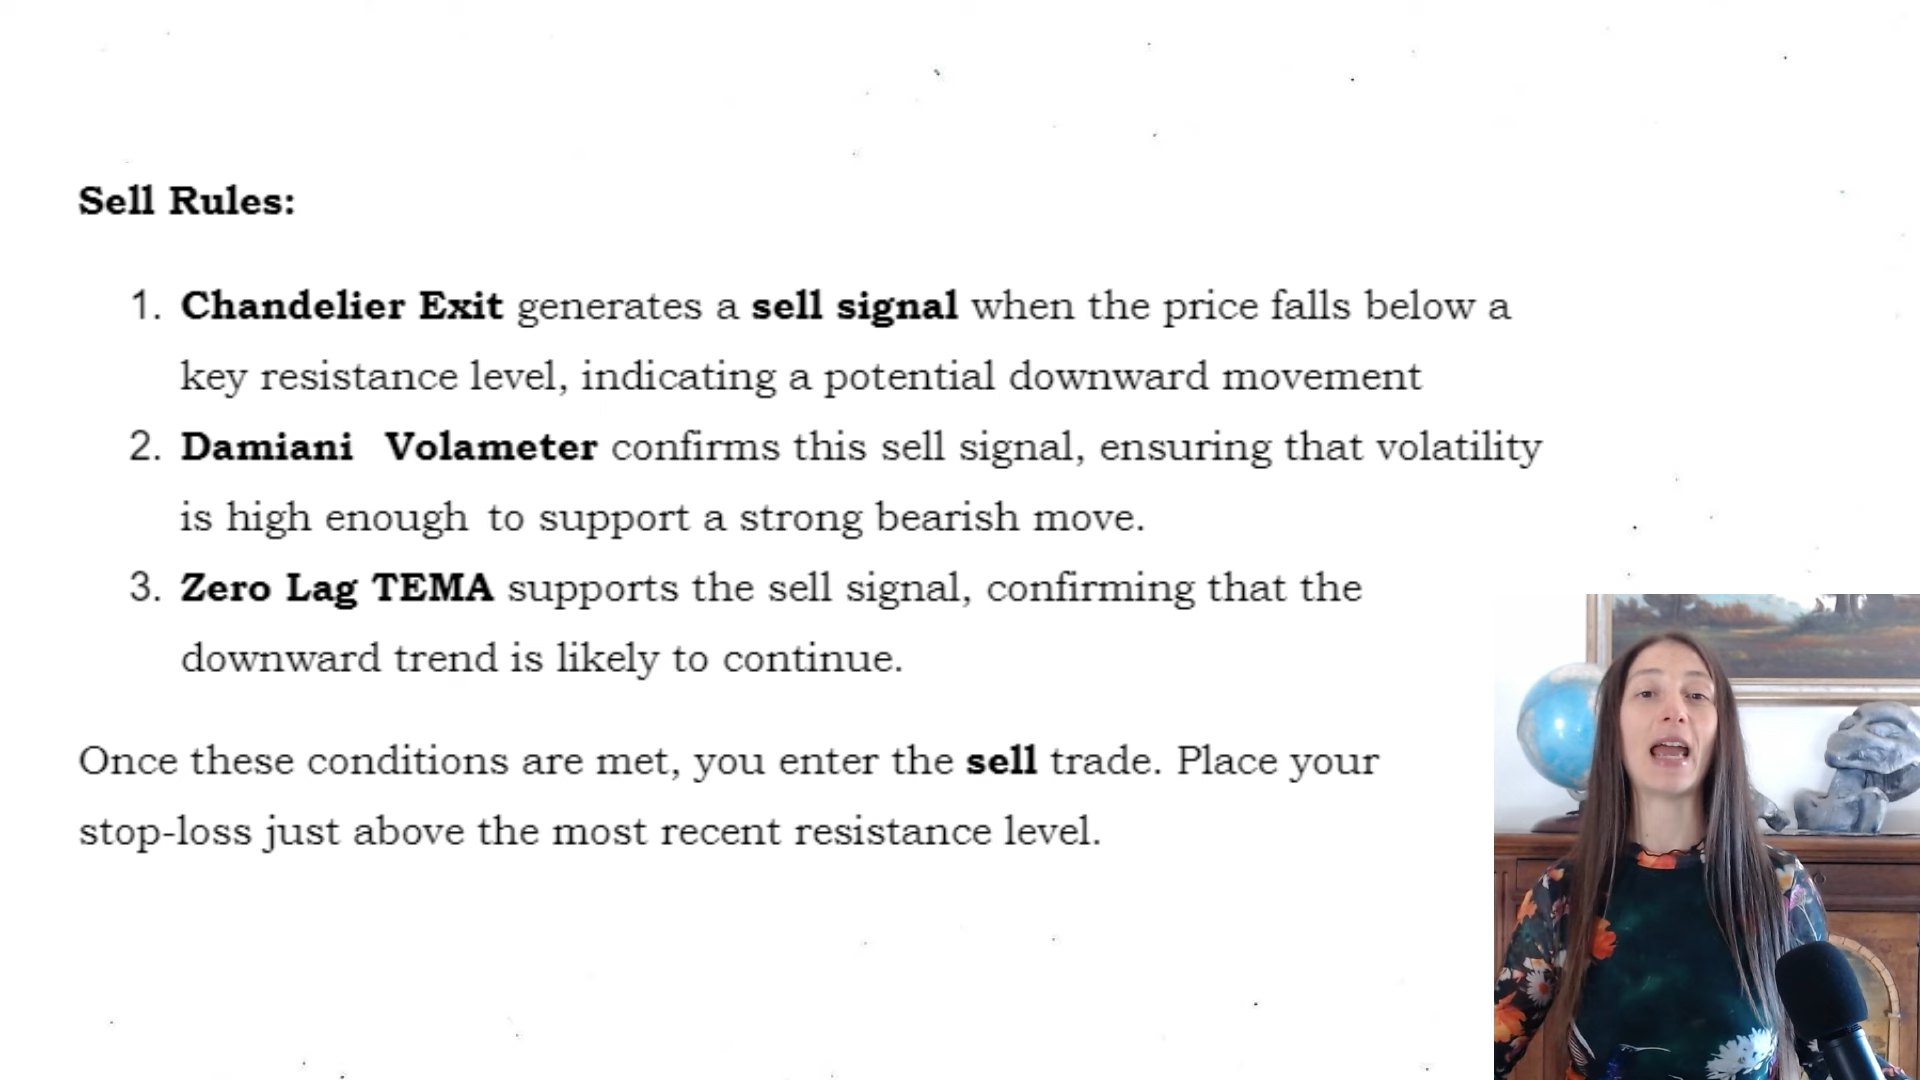 Sell Rules:
1. Chandelier Exit generates a sell signal when the price falls below a
key resistance level, indicating a potential downward movement
2. Damiani Volameter confirms this sell signal, ensuring that volatility
is high enough to support a strong bearish move.
3. Zero Lag TEMA supports the sell signal, confirming that the
downward trend is likely to continue.
Once these conditions are met, you enter the sell trade. Place your
stop-loss just above the most recent resistance level.